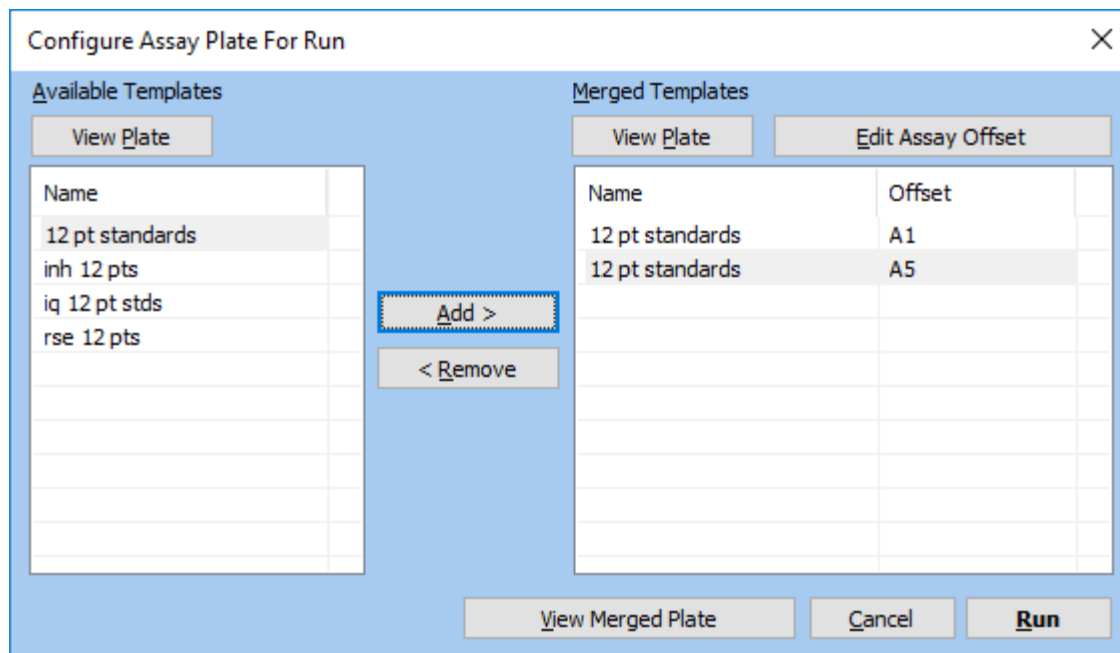 Configure Assay Plate For Run
Available Templates
View Plate
Name
12 pt standards
inh 12 pts
iq 12 pt stds
rse 12 pts
Add >
< Remove
Merged Templates
View Plate Edit Assay Offset
Name Offset
12 pt standards A1
12 pt standards A5
View Merged Plate Cancel Run